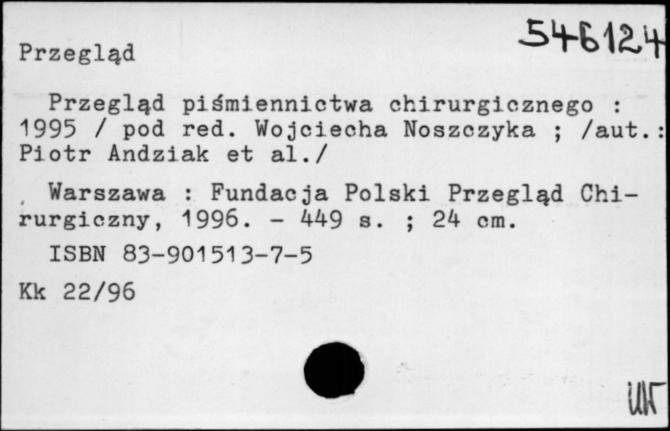 546124
Przegląd
Przegląd piśmiennictwa chirurgicznego :
1995 / pod red. Wojciecha Noszczyka ; /aut.:
Piotr Andziak et al./
Warszawa : Fundacja Polski Przegląd Chi-
rurgiczny, 1996. - 449 s. ; 24 cm.
ISBN 83-901513-7-5
Kk 22/96